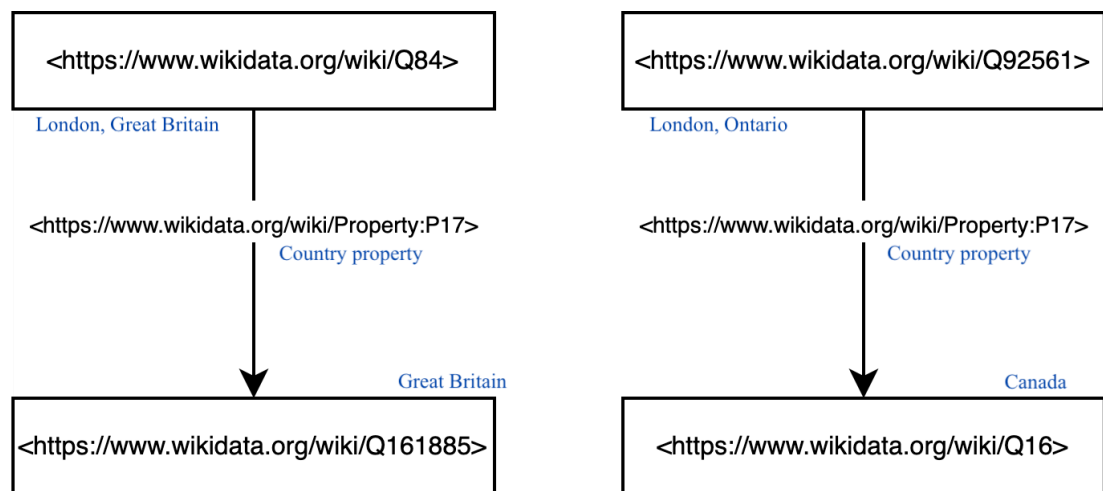 <https://www.wikidata.org/wiki/Q84>
London, Great Britain
<https://www.wikidata.org/wiki/Property:P17>
Country property
Great Britain
<https://www.wikidata.org/wiki/Q161885>
<https://www.wikidata.org/wiki/Q92561>
London, Ontario
<https://www.wikidata.org/wiki/Property:P17>
Country property
Canada
<https://www.wikidata.org/wiki/Q16>